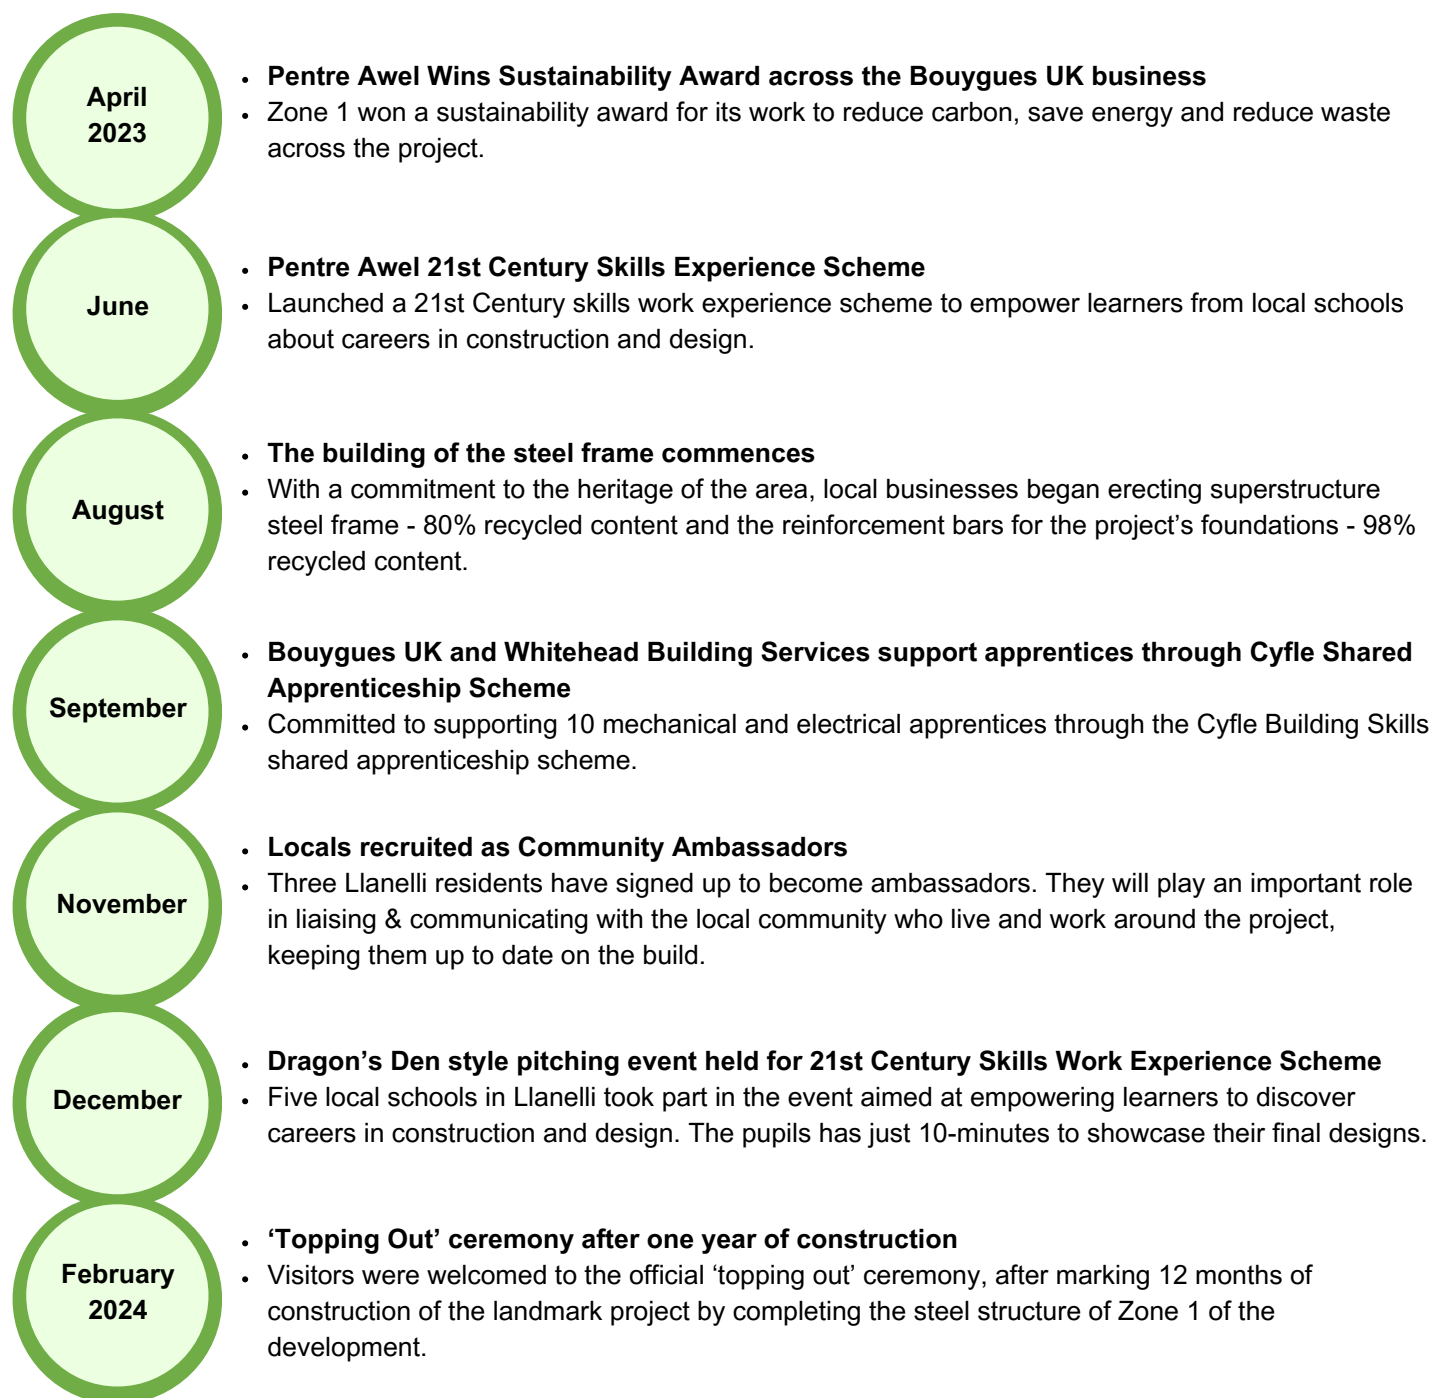 April
2023
• Pentre Awel Wins Sustainability Award across the Bouygues UK business
• Zone 1 won a sustainability award for its work to reduce carbon, save energy and reduce waste
across the project.
June
• Pentre Awel 21st Century Skills Experience Scheme
• Launched a 21st Century skills work experience scheme to empower learners from local schools
about careers in construction and design.
August
• The building of the steel frame commences
• With a commitment to the heritage of the area, local businesses began erecting superstructure
steel frame - 80% recycled content and the reinforcement bars for the project’s foundations - 98%
recycled content.
September
• Bouygues UK and Whitehead Building Services support apprentices through Cyfle Shared
Apprenticeship Scheme
• Committed to supporting 10 mechanical and electrical apprentices through the Cyfle Building Skills
shared apprenticeship scheme.
November
• Locals recruited as Community Ambassadors
• Three Llanelli residents have signed up to become ambassadors. They will play an important role
in liaising & communicating with the local community who live and work around the project,
keeping them up to date on the build.
December
• Dragon’s Den style pitching event held for 21st Century Skills Work Experience Scheme
• Five local schools in Llanelli took part in the event aimed at empowering learners to discover
careers in construction and design. The pupils has just 10-minutes to showcase their final designs.
February
2024
• ‘Topping Out’ ceremony after one year of construction
• Visitors were welcomed to the official ‘topping out’ ceremony, after marking 12 months of
construction of the landmark project by completing the steel structure of Zone 1 of the
development.